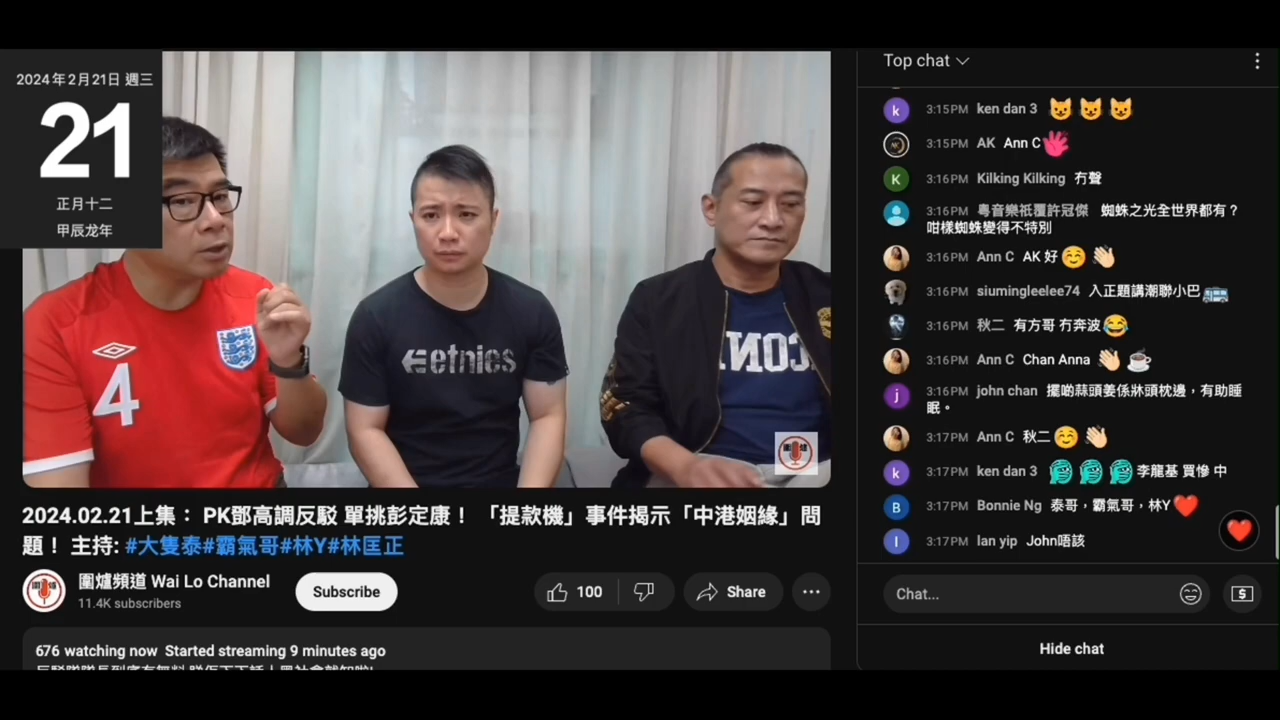 2024年2月21日 週三
21
正月十二
甲辰龙年
4
etnies
ICON
2024.02.21上集： PK鄧高調反駁 單挑彭定康！ 「提款機」事件揭示「中港姻緣」問
題！ 主持: #大隻泰#霸氣哥#林Y#林匡正
圍爐頻道 Wai Lo Channel
11.4K subscribers
Subscribe
100
Share
676 watching now Started streaming 9 minutes ago
Top chat
3:15PM ken dan 3
3:15PM AK Ann C
3:16PM Kilking Kilking 冇聲
3:16PM 粵音樂祇覆許冠傑 蜘蛛之光全世界都有？
咁樣蜘蛛變得不特別
3:16PM Ann C AK 好
3:16PM siumingleelee74 入正題講潮聯小巴
3:16PM 秋二 有方哥 冇奔波
3:16PM Ann C Chan Anna
3:16PM john chan 擺啲蒜頭姜係牀頭枕邊，有助睡
眠。
3:17PM Ann C 秋二
3:17PM ken dan 3 李龍基 買慘 中
3:17PM Bonnie Ng 泰哥，霸氣哥，林Y
3:17PM Ian yip John唔該
Chat...
Hide chat